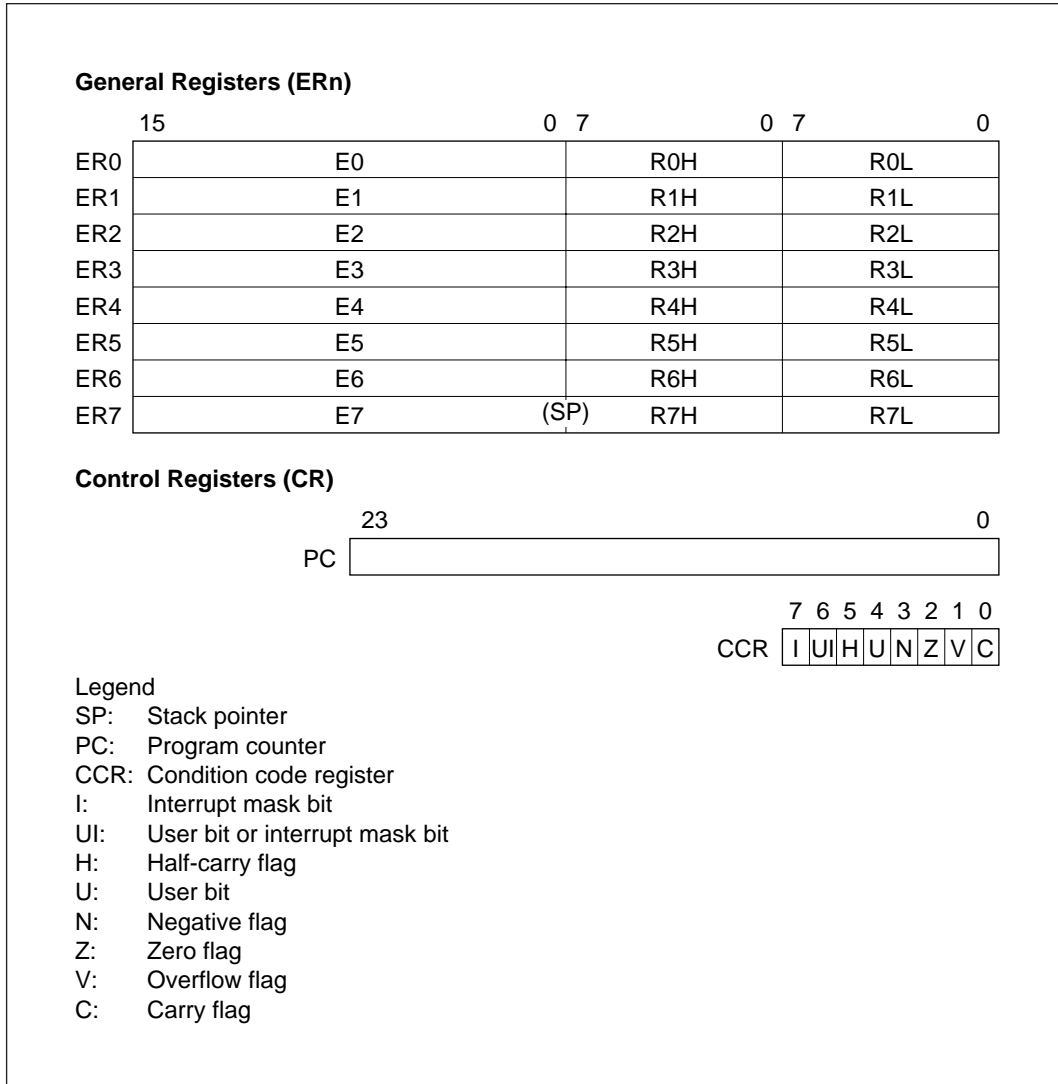 General Registers (ERn)
15 0 7 0 7 0
ER0 E0 R0H R0L
ER1 E1 R1H R1L
ER2 E2 R2H R2L
ER3 E3 R3H R3L
ER4 E4 R4H R4L
ER5 E5 R5H R5L
ER6 E6 R6H R6L
ER7 E7 (SP) R7H R7L
Control Registers (CR)
23 0
PC
7 6 5 4 3 2 1 0
CCR I UI H U N Z V C
Legend
SP: Stack pointer
PC: Program counter
CCR: Condition code register
I: Interrupt mask bit
UI: User bit or interrupt mask bit
H: Half-carry flag
U: User bit
N: Negative flag
Z: Zero flag
V: Overflow flag
C: Carry flag